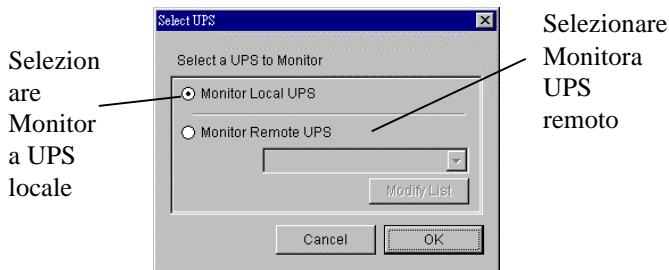 Selezion
are
Monitor
a UPS
locale
Select UPS
Select a UPS to Monitor
Monitor Local UPS
Monitor Remote UPS
Modify List
Cancel
OK
Selezionare
Monitora
UPS
remoto